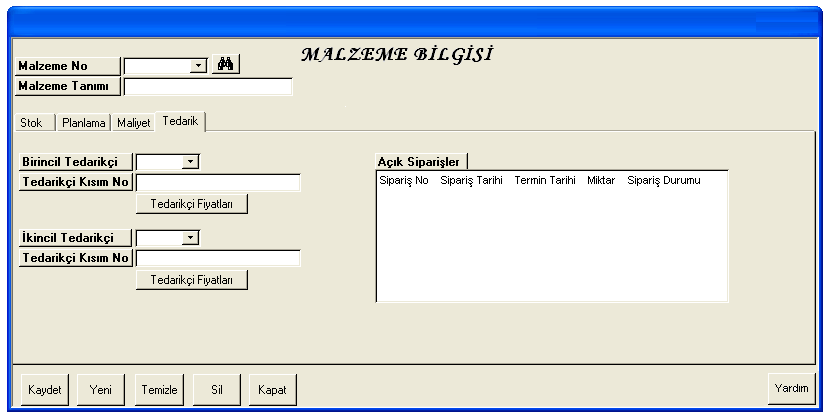 MALZEME BİLGİSİ
Malzeme No
Malzeme Tanımı
Stok Planlama Maliyet Tedarik
Birincil Tedarikçi
Tedarikçi Kısım No
Tedarikçi Fiyatları
İkincil Tedarikçi
Tedarikçi Kısım No
Tedarikçi Fiyatları
Açık Siparişler
Sipariş No Sipariş Tarihi Termin Tarihi Miktar Sipariş Durumu
Kaydet Yeni Temizle Sil Kapat Yardım